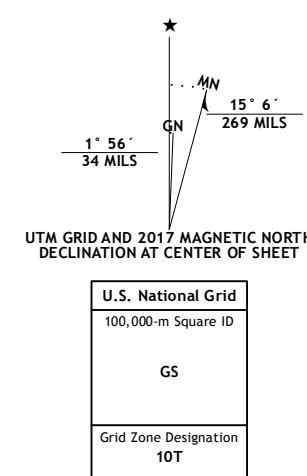 ★
MN
GN
1° 56´
34 MILS
15° 6´
269 MILS
UTM GRID AND 2017 MAGNETIC NORTH
DECLINATION AT CENTER OF SHEET
U.S. National Grid
100,000-m Square ID
GS
Grid Zone Designation
10T